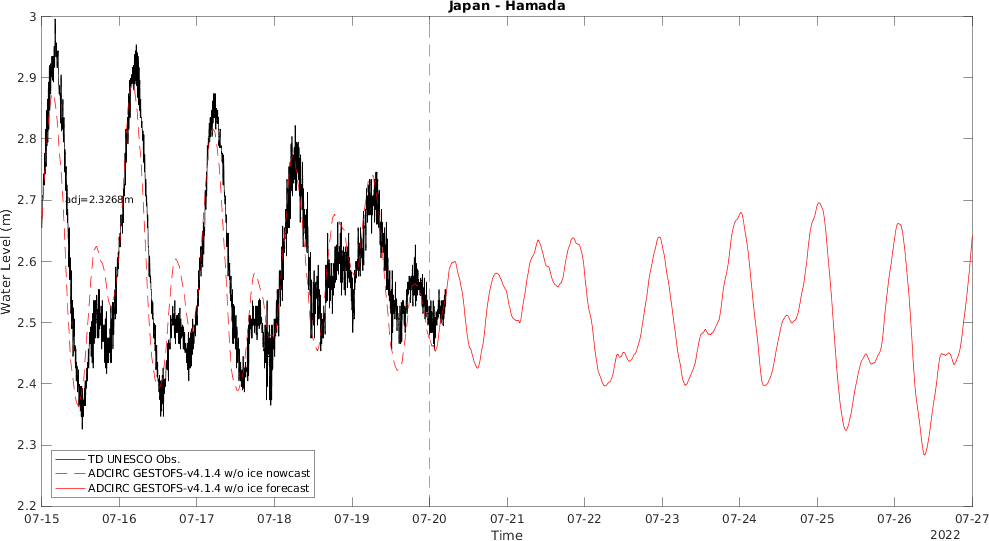 Japan - Hamada
3
2.9
2.8
2.7
2.6
2.5
2.4
2.3
2.2
Water Level (m)
adj=2.3268m
TD UNESCO Obs.
ADCIRC GESTOFS-v4.1.4 w/o ice nowcast
ADCIRC GESTOFS-v4.1.4 w/o ice forecast
07-15 07-16 07-17 07-18 07-19 07-20 07-21 07-22 07-23 07-24 07-25 07-26 07-27
Time
2022